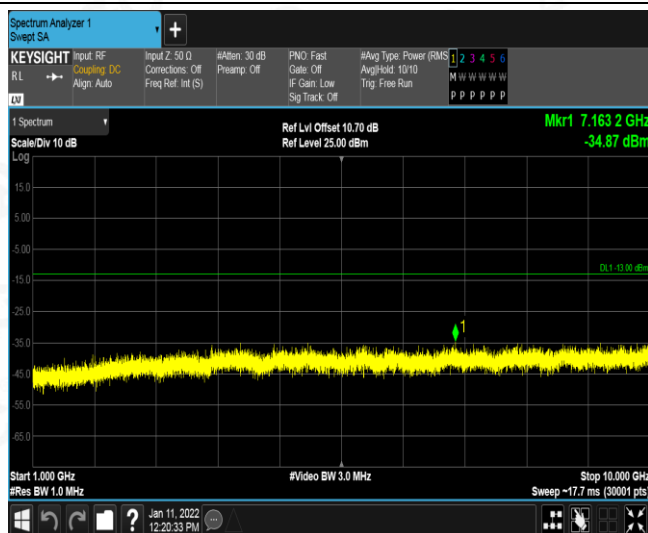 Spectrum Analyzer 1
Swept SA
KEYSIGHT
RL
Input: RF
Coupling: DC
Align: Auto
Input Z: 50 Ω
Corrections: Off
Freq Ref: Int (S)
#Atten: 30 dB
Preamp: Off
PNO: Fast
Gate: Off
IF Gain: Low
Sig Track: Off
#Avg Type: Power (RMS
Avg|Hold: 10/10
Trig: Free Run
1 2 3 4 5 6
M W W W W W
P P P P P P
LXI
1 Spectrum
Scale/Div 10 dB
Ref Lvl Offset 10.70 dB
Ref Level 25.00 dBm
Mkr1 7.163 2 GHz
-34.87 dBm
Log
15.0
5.00
-5.00
-15.0
-25.0
-35.0
-45.0
-55.0
-65.0
DL1 -13.00 dBm
1
Start 1.000 GHz
#Res BW 1.0 MHz
#Video BW 3.0 MHz
Stop 10.000 GHz
Sweep ~17.7 ms (30001 pts)
?
Jan 11, 2022
12:20:33 PM